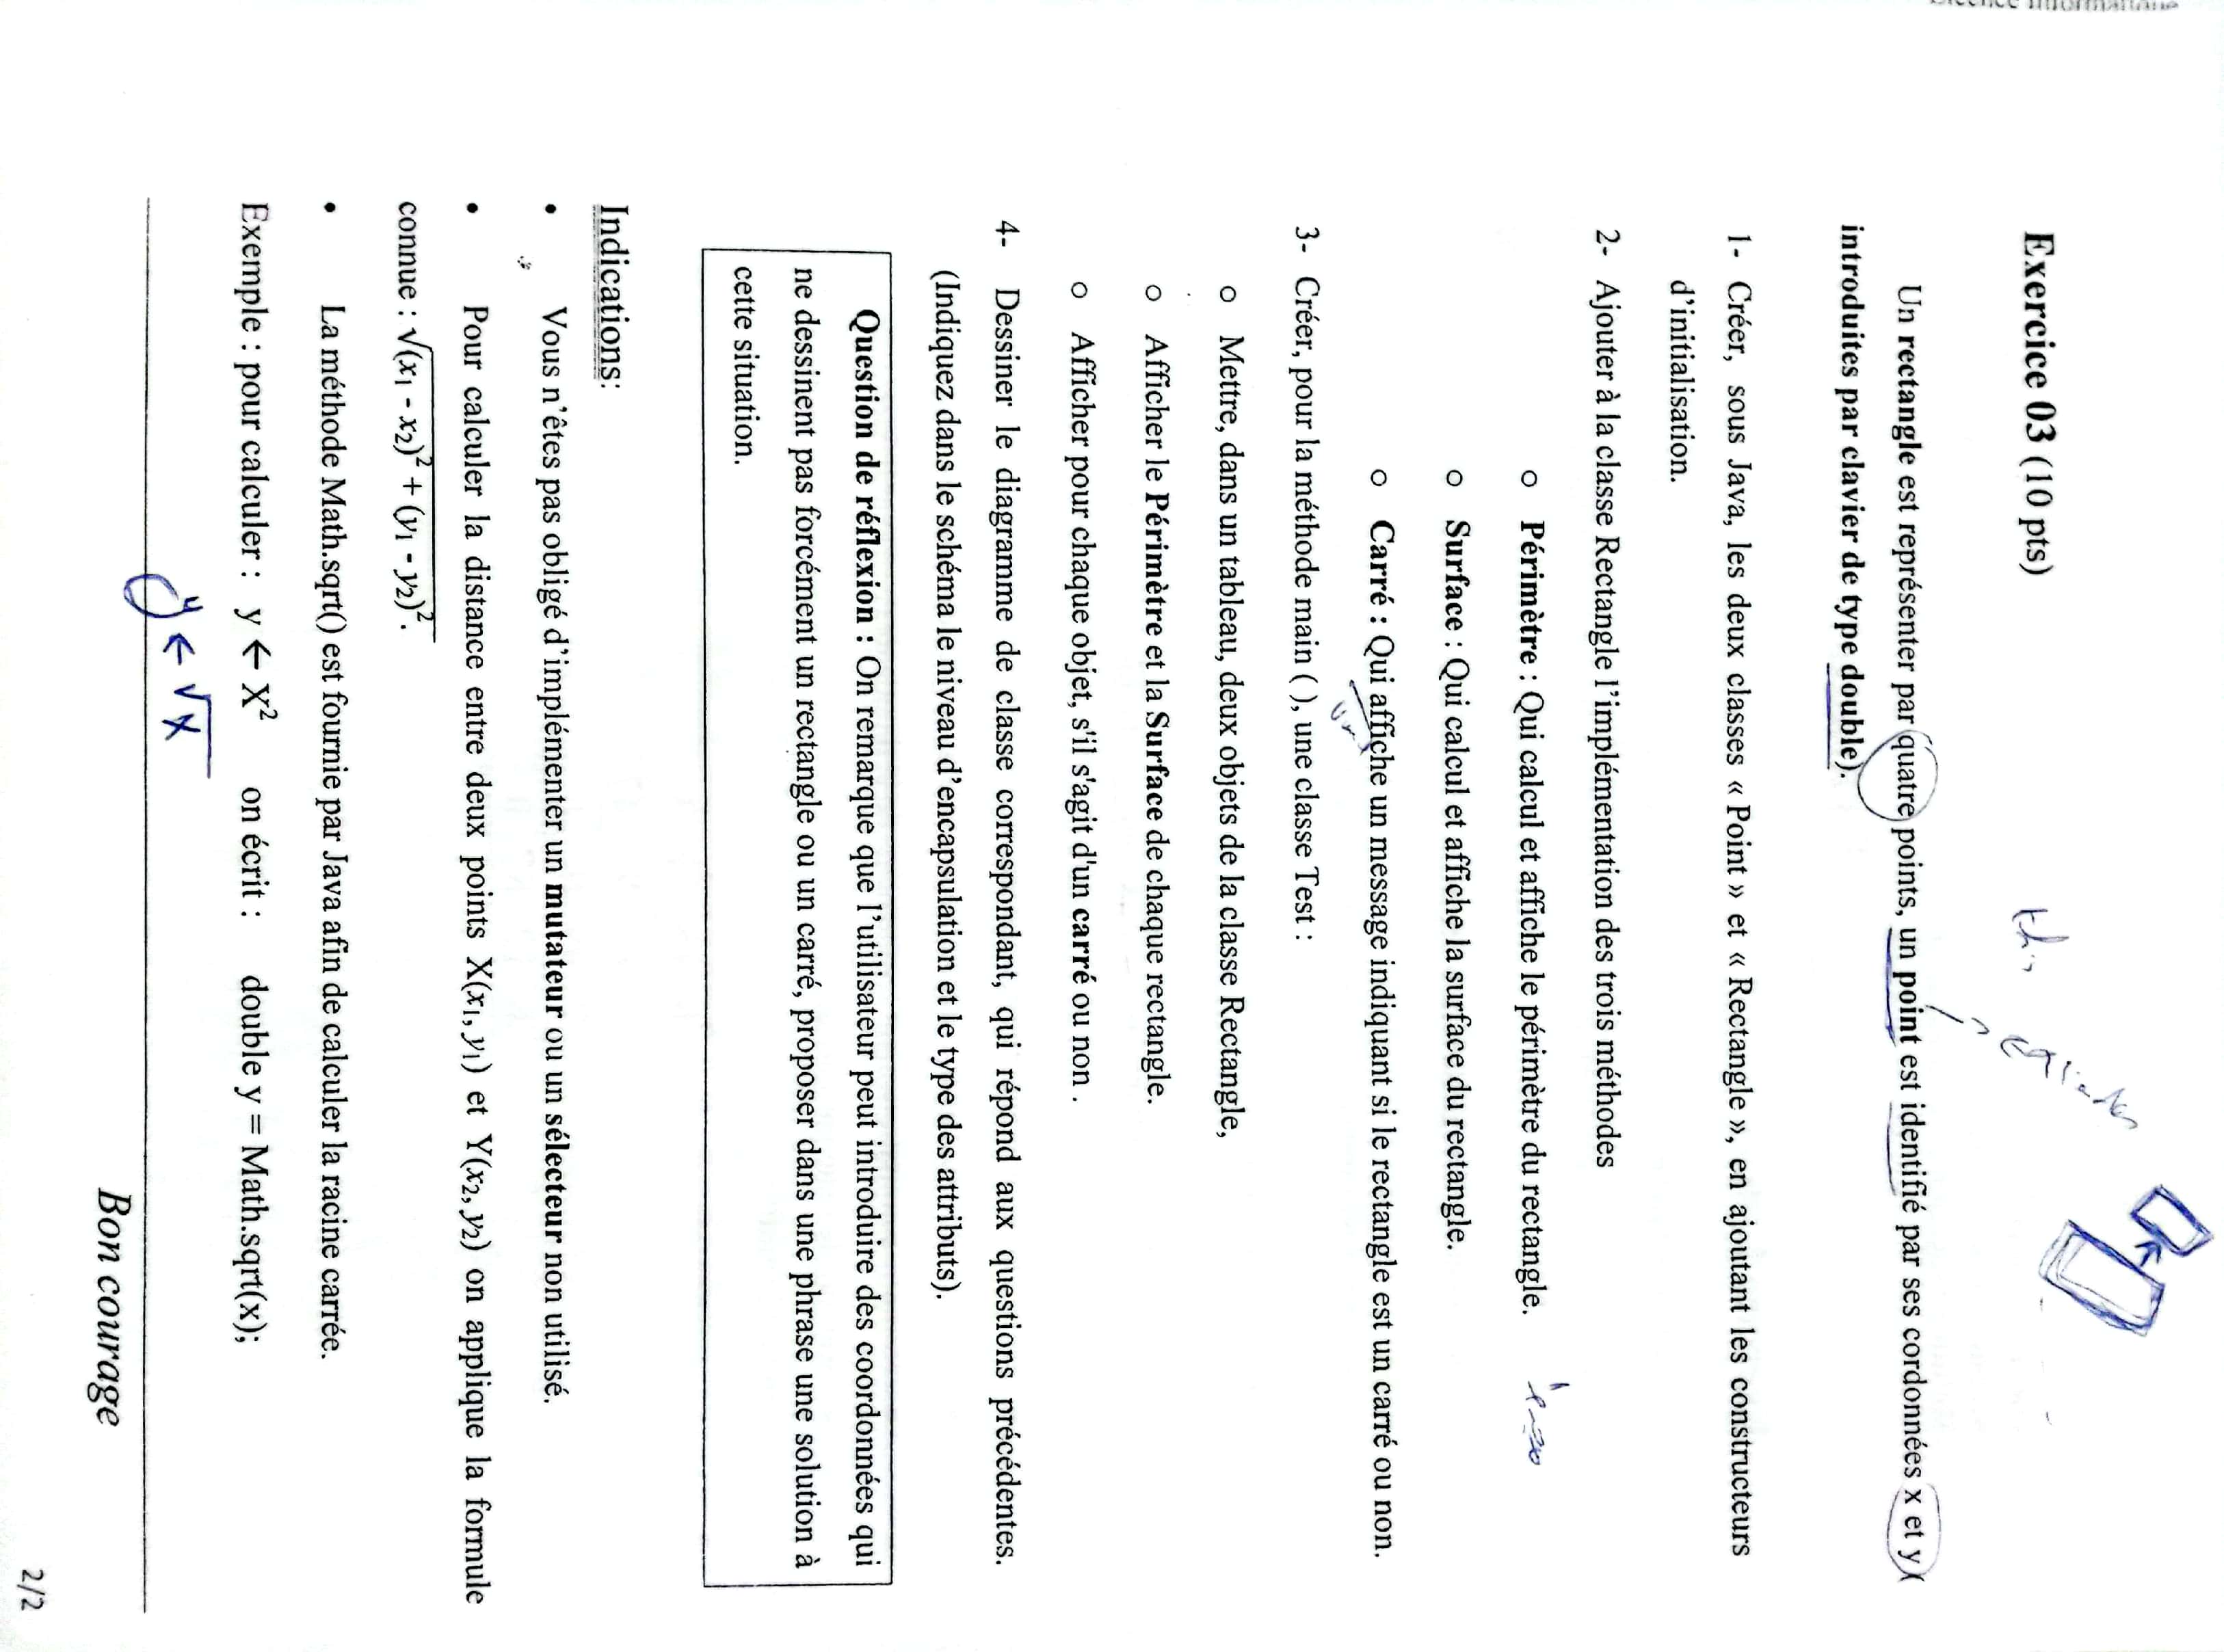 Exercice 03 (10 pts)
Un rectangle est représenter par quatre points, un point est identifié par ses cordonnées x et y (
introduites par clavier de type double).
1- Créer, sous Java, les deux classes « Point » et « Rectangle », en ajoutant les constructeurs
d'initialisation.
2- Ajouter à la classe Rectangle l'implémentation des trois méthodes
o Périmètre : Qui calcul et affiche le périmètre du rectangle.
o Surface : Qui calcul et affiche la surface du rectangle.
o Carré : Qui affiche un message indiquant si le rectangle est un carré ou non.
3- Créer, pour la méthode main ( ), une classe Test :
o Mettre, dans un tableau, deux objets de la classe Rectangle,
o Afficher le Périmètre et la Surface de chaque rectangle.
o Afficher pour chaque objet, s'il s'agit d'un carré ou non .
4- Dessiner le diagramme de classe correspondant, qui répond aux questions précédentes.
(Indiquez dans le schéma le niveau d'encapsulation et le type des attributs).
Question de réflexion : On remarque que l'utilisateur peut introduire des coordonnées qui
ne dessinent pas forcément un rectangle ou un carré, proposer dans une phrase une solution à
cette situation.
Indications:
• Vous n'êtes pas obligé d'implémenter un mutateur ou un sélecteur non utilisé.
• Pour calculer la distance entre deux points X(x₁, y₁) et Y(x₂, y₂) on applique la formule
connue : √(x₁ - x₂)² + (y₁ - y₂)².
• La méthode Math.sqrt() est fournie par Java afin de calculer la racine carrée.
Exemple : pour calculer : y ← X² on écrit : double y = Math.sqrt(x);
y ← √x
Bon courage
2/2